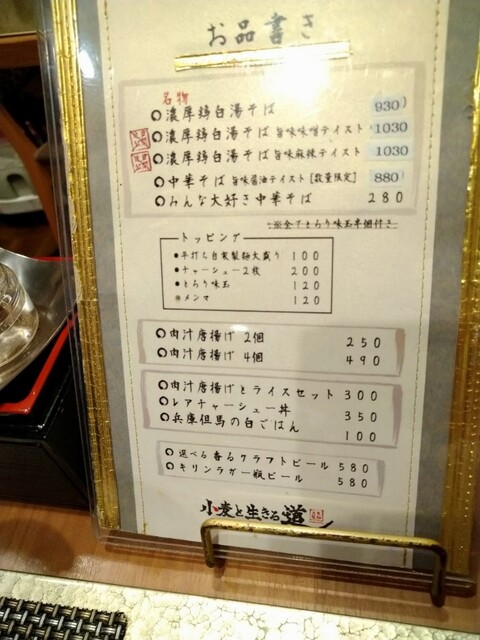 お品書き
名物
濃厚鶏白湯そば 930
濃厚鶏白湯そば 旨味味噌テイスト 1030
濃厚鶏白湯そば 旨味麻辣テイスト 1030
中華そば 旨味醤油テイスト【数量限定】 880
みんな大好き中華そば 280
※全てとろり味玉半個付き
トッピング
平打ち自家製麺大盛り 100
チャーシュー2枚 200
とろり味玉 120
メンマ 120
肉汁唐揚げ 2個 250
肉汁唐揚げ 4個 490
肉汁唐揚げとライスセット 300
レアチャーシュー丼 350
兵庫但馬の白ごはん 100
選べる香るクラフトビール 580
キリンラガー瓶ビール 580
小麦と生きる道